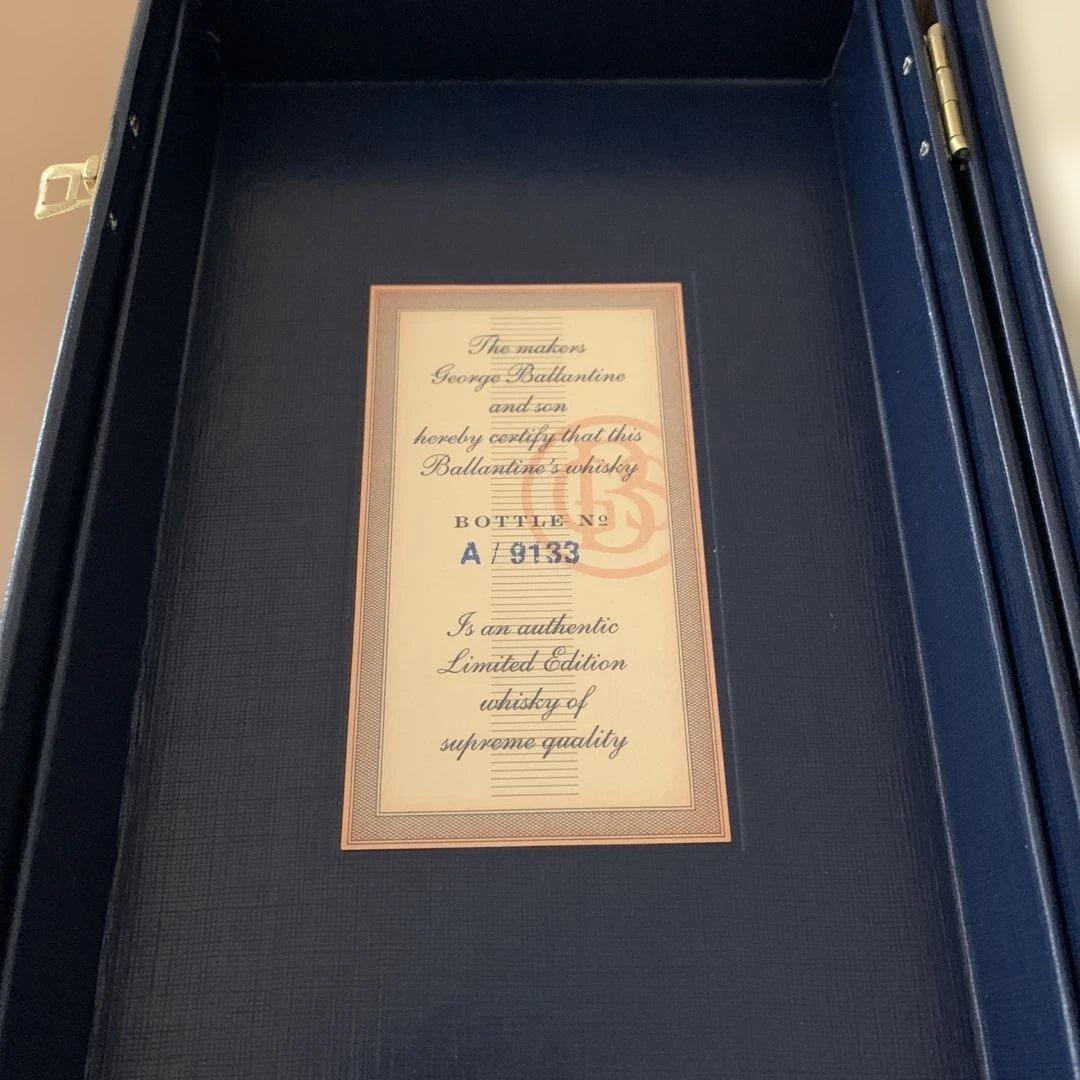 The makers
George Ballantine
and son
hereby certify that this
Ballantine's whisky
BOTTLE Nº
A / 9133
Is an authentic
Limited Edition
whisky of
supreme quality
GBS